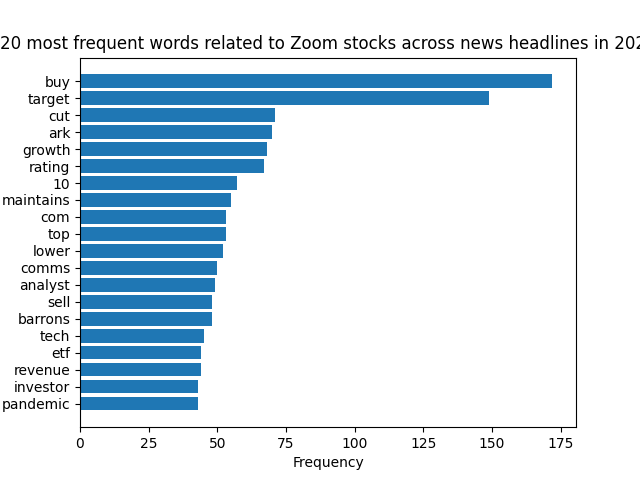 20 most frequent words related to Zoom stocks across news headlines in 202
buy
target
cut
ark
growth
rating
10
maintains
com
top
lower
comms
analyst
sell
barrons
tech
etf
revenue
investor
pandemic
0 25 50 75 100 125 150 175
Frequency